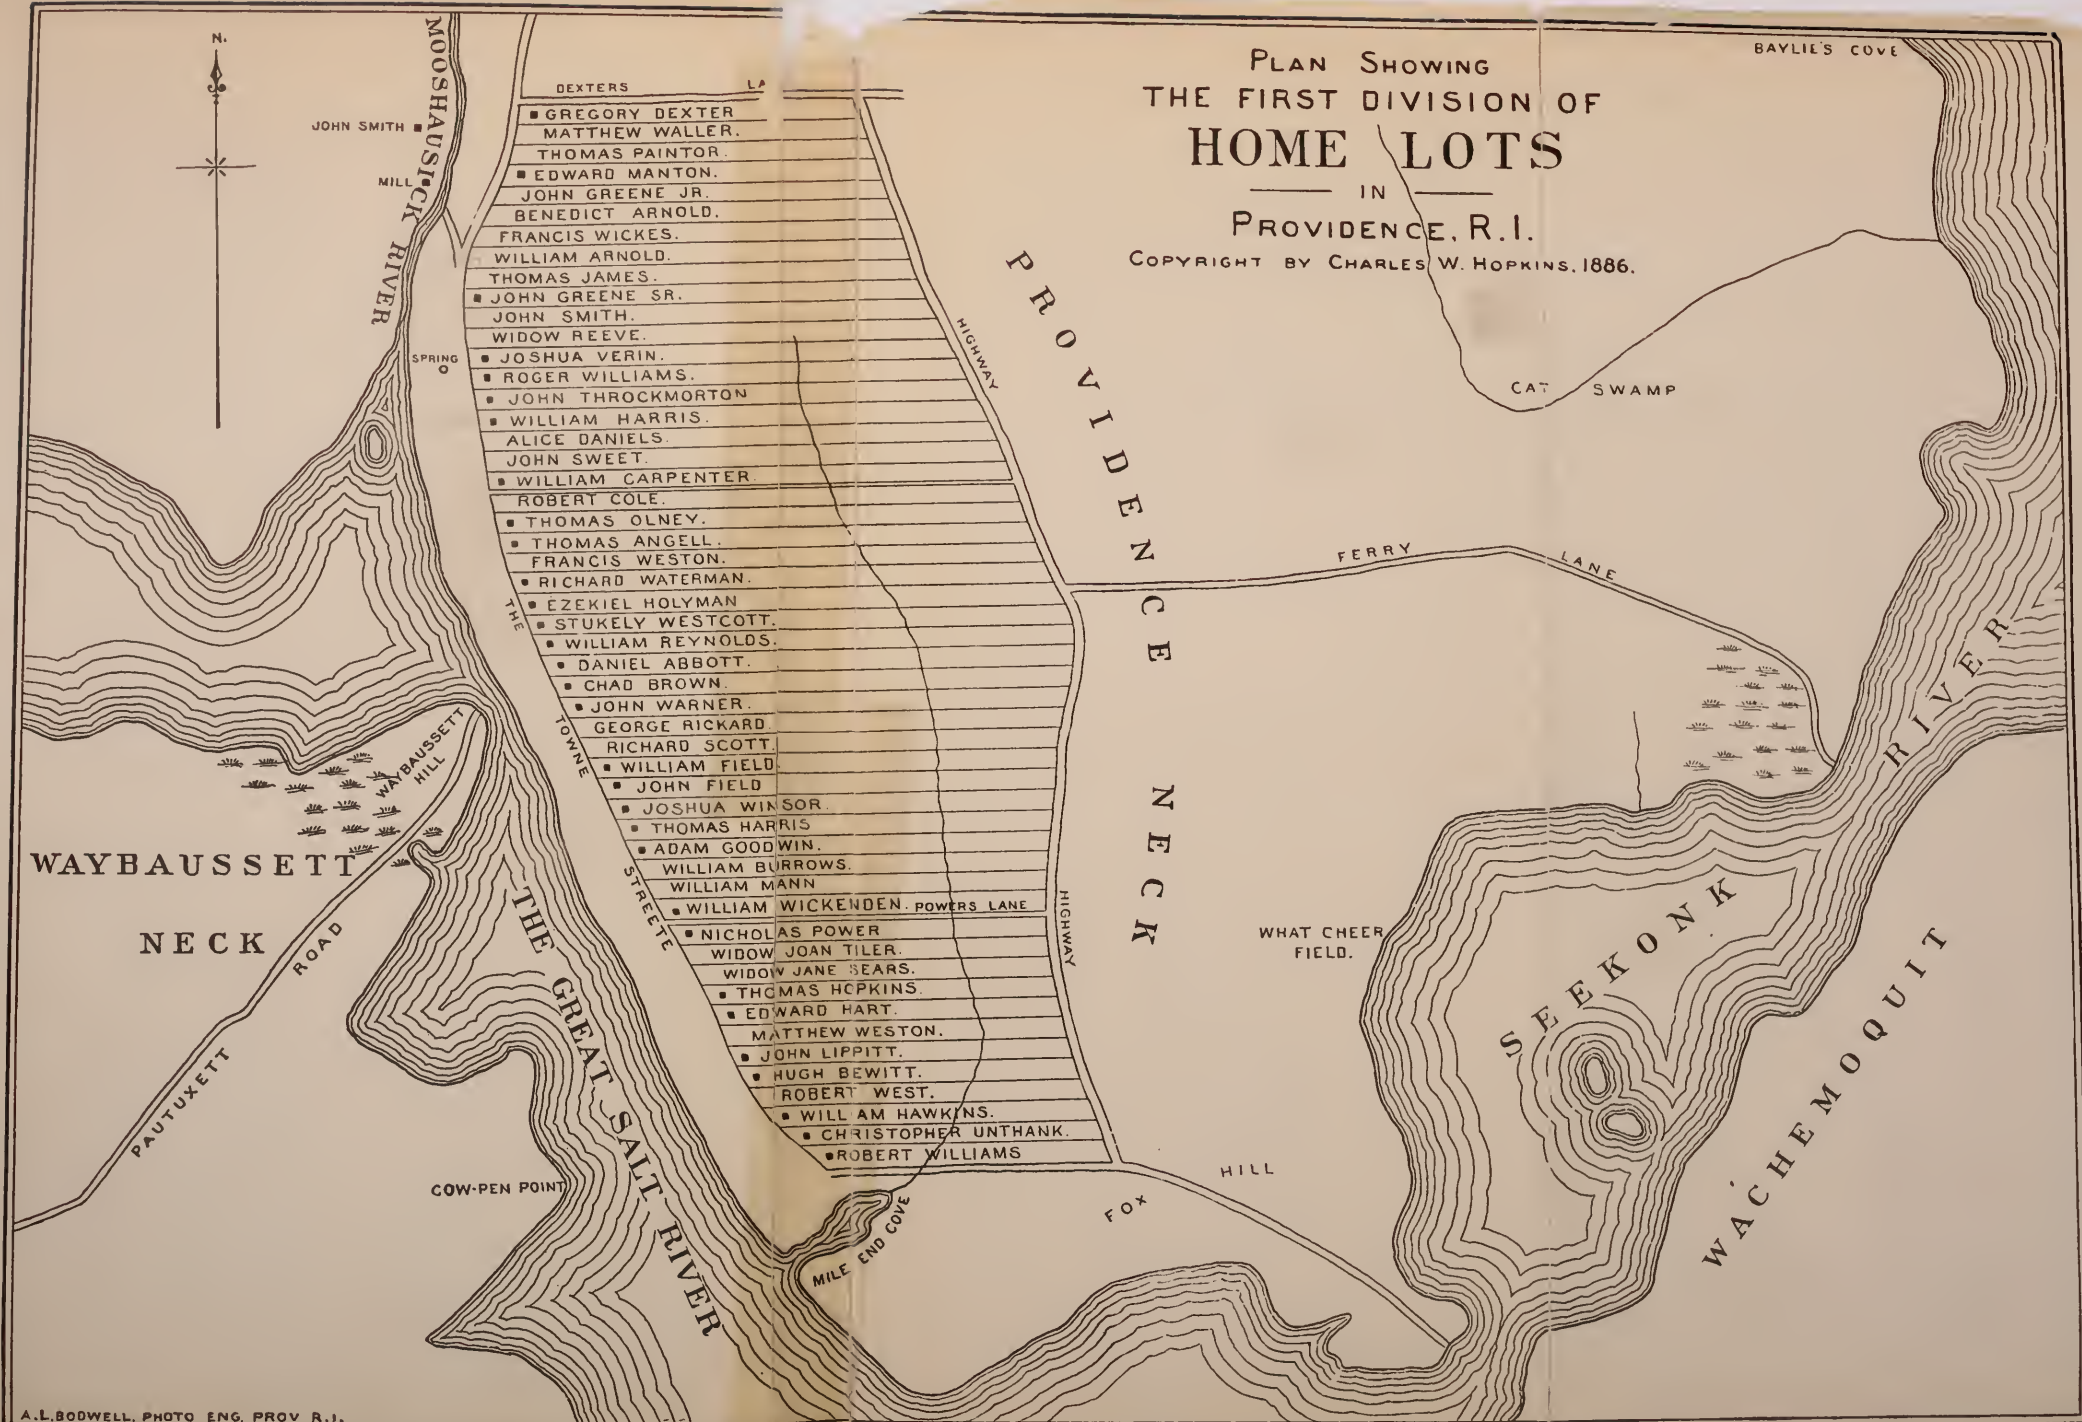 PLAN SHOWING
THE FIRST DIVISION OF
HOME LOTS
IN
PROVIDENCE, R.I.
COPYRIGHT BY CHARLES W. HOPKINS. 1886.
BAYLIE'S COVE
N.
MOOSHAUSICK RIVER
JOHN SMITH
MILL
SPRING
DEXTERS LA
GREGORY DEXTER
MATTHEW WALLER.
THOMAS PAINTOR.
EDWARD MANTON.
JOHN GREENE JR.
BENEDICT ARNOLD.
FRANCIS WICKES.
WILLIAM ARNOLD.
THOMAS JAMES.
JOHN GREENE SR.
JOHN SMITH.
WIDOW REEVE.
JOSHUA VERIN.
ROGER WILLIAMS.
JOHN THROCKMORTON
WILLIAM HARRIS.
ALICE DANIELS.
JOHN SWEET.
WILLIAM CARPENTER.
ROBERT COLE.
THOMAS OLNEY.
THOMAS ANGELL.
FRANCIS WESTON.
RICHARD WATERMAN.
EZEKIEL HOLYMAN
STUKELY WESTCOTT.
WILLIAM REYNOLDS.
DANIEL ABBOTT.
CHAD BROWN.
JOHN WARNER.
GEORGE RICKARD
RICHARD SCOTT.
WILLIAM FIELD
JOHN FIELD
JOSHUA WINSOR.
THOMAS HARRIS
ADAM GOODWIN.
WILLIAM BURROWS.
WILLIAM MANN
WILLIAM WICKENDEN. POWERS LANE
NICHOLAS POWER
WIDOW JOAN TILER.
WIDOW JANE SEARS.
THOMAS HOPKINS.
EDWARD HART.
MATTHEW WESTON.
JOHN LIPPITT.
HUGH BEWITT.
ROBERT WEST.
WILLIAM HAWKINS.
CHRISTOPHER UNTHANK.
ROBERT WILLIAMS
THE TOWNE STREETE
HIGHWAY
HIGHWAY
PROVIDENCE NECK
CAT SWAMP
FERRY LANE
WHAT CHEER
FIELD.
SEEKONK RIVER
WACHEMOQUIT
FOX HILL
MILE END COVE
THE GREAT SALT RIVER
COW-PEN POINT
WAYBAUSSETT
HILL
WAYBAUSSETT
NECK
PAUTUXETT ROAD
A.L.BODWELL, PHOTO ENG. PROV R.I.